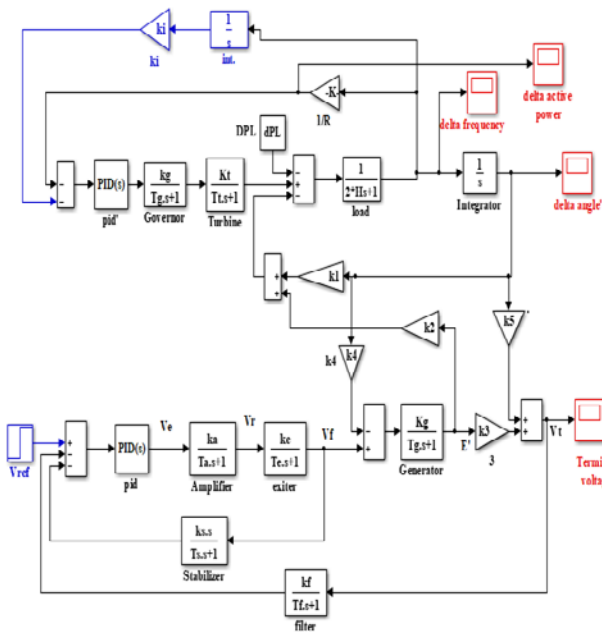 ki
1
s
ki
int.
-K-
1/R
delta active
power
delta frequency
DPL
dPL
PID(s)
pid'
kg
Tg.s+1
Governor
Kt
Tt.s+1
Turbine
1
2*Hs+1
load
1
s
Integrator
delta angle'
k1
k2
k5
k4
k4
Vref
PID(s)
pid
Ve
ka
Ta.s+1
Amplifier
Vr
Te.s+1
exiter
Vf
Kg
Tg.s+1
Generator
E'
k3
3
Vt
Termi
voltag
ks.s
Ts.s+1
Stabilizer
kf
Tf.s+1
filter